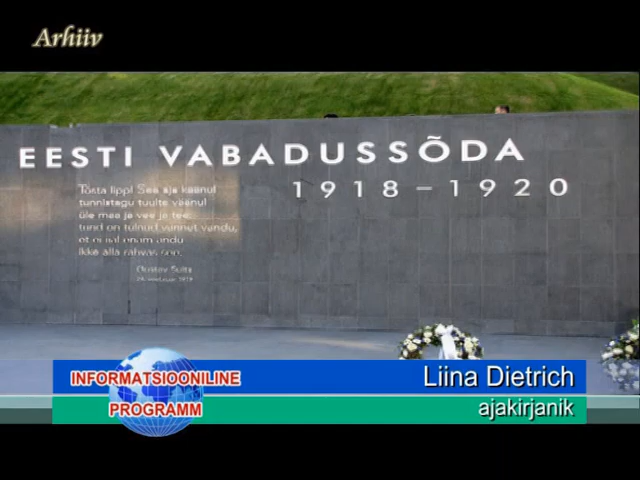 Arhiiv
EESTI VABADUSSÕDA
1918 – 1920
Tõsta lippl See aja käänul
tunnistagu tuulte väänul
üle maa ja vee ja tee:
tund on tulnud vannet vandu,
et ei iial enam andu
ikke alla rahvas see.
Gustav Suits
INFORMATSIOONILINE
PROGRAMM
Liina Dietrich
ajakirjanik